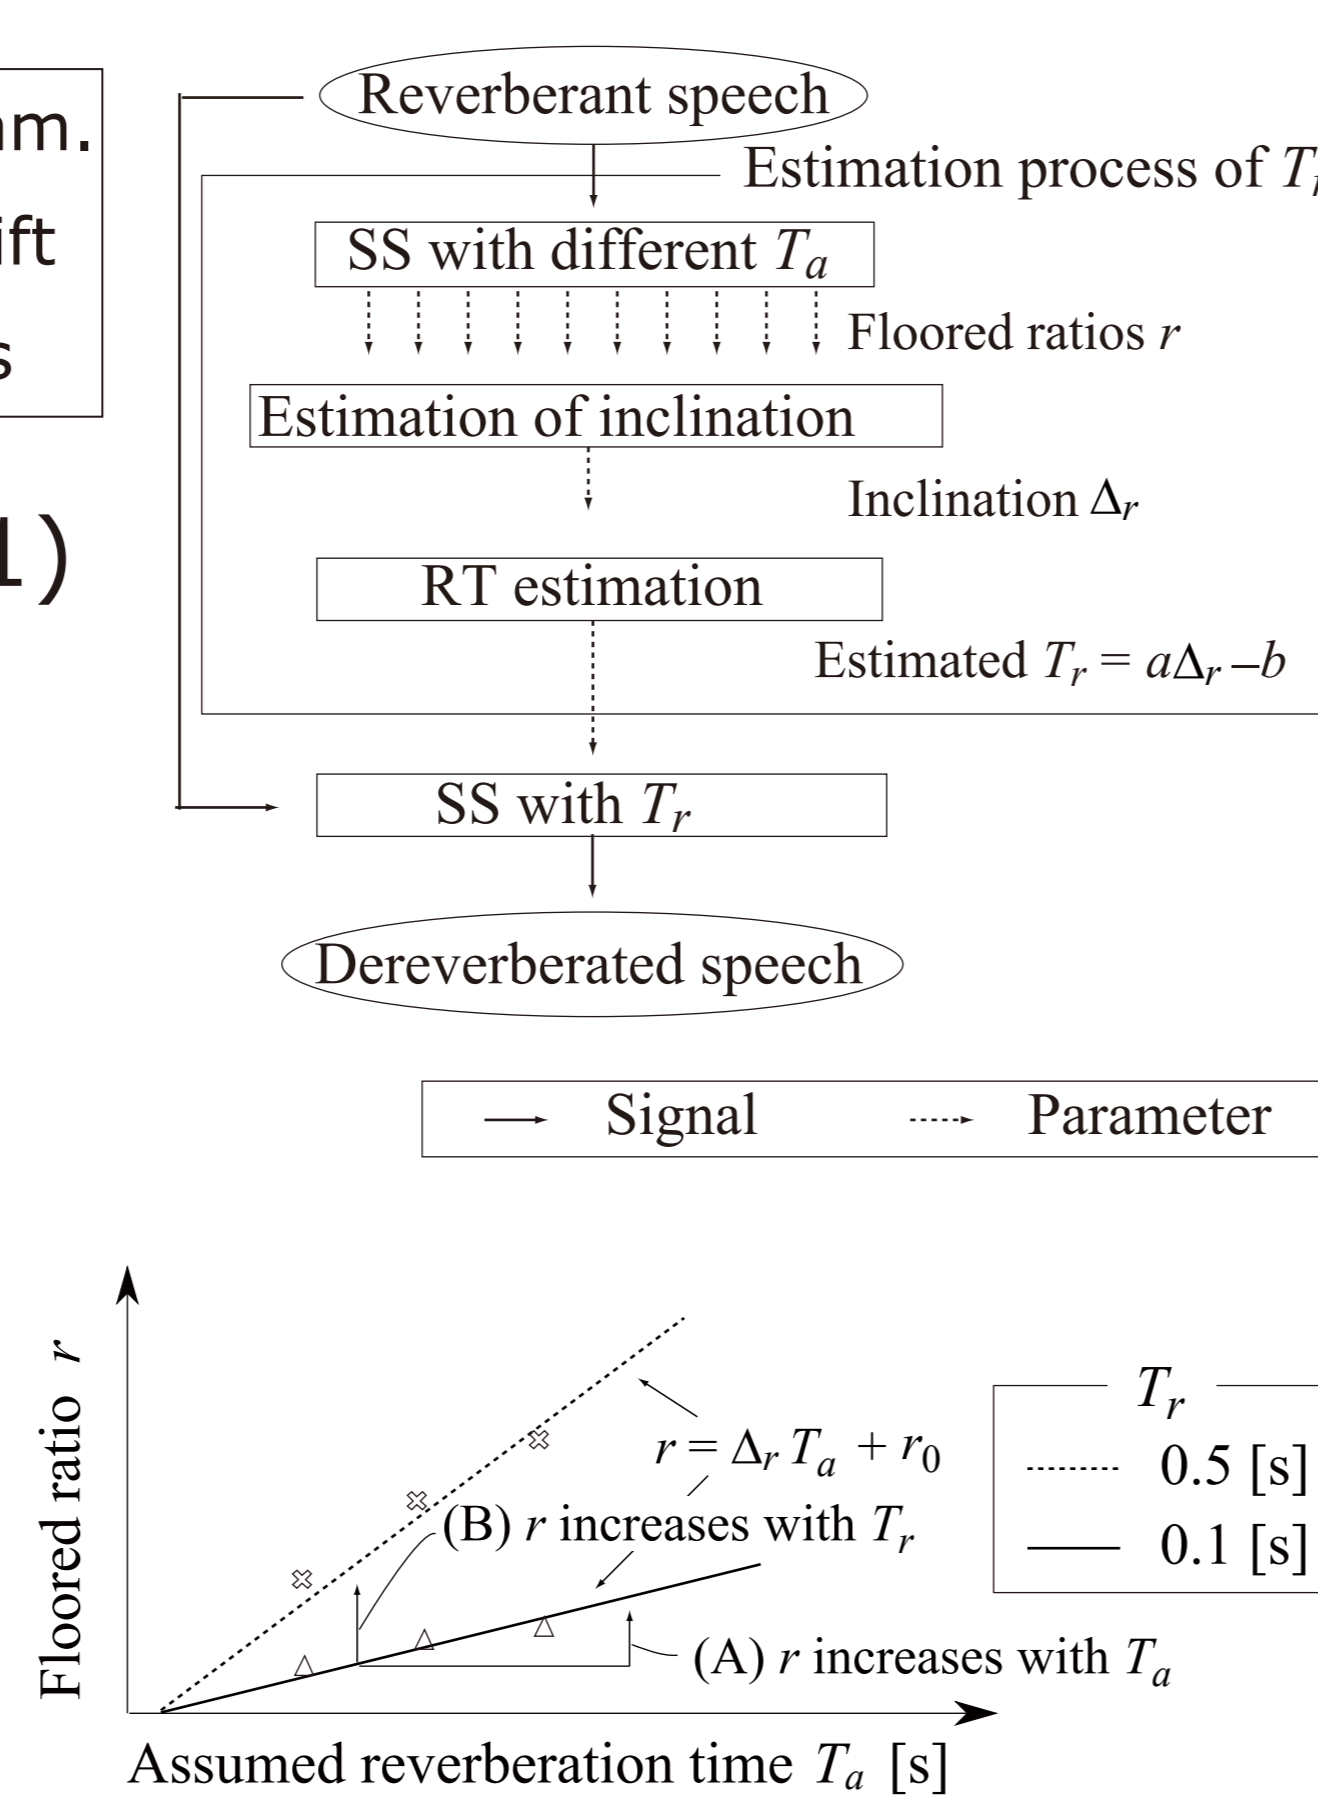 Reverberant speech
Estimation process of T
SS with different Tₐ
ift
Floored ratios r
Estimation of inclination
Inclination Δᵣ
1)
RT estimation
Estimated Tᵣ = aΔᵣ –b
SS with Tᵣ
Dereverberated speech
Signal
Parameter
Floored ratio r
Tᵣ
r = Δᵣ Tₐ + r₀
0.5 [s]
(B) r increases with Tᵣ
0.1 [s]
(A) r increases with Tₐ
Assumed reverberation time Tₐ [s]